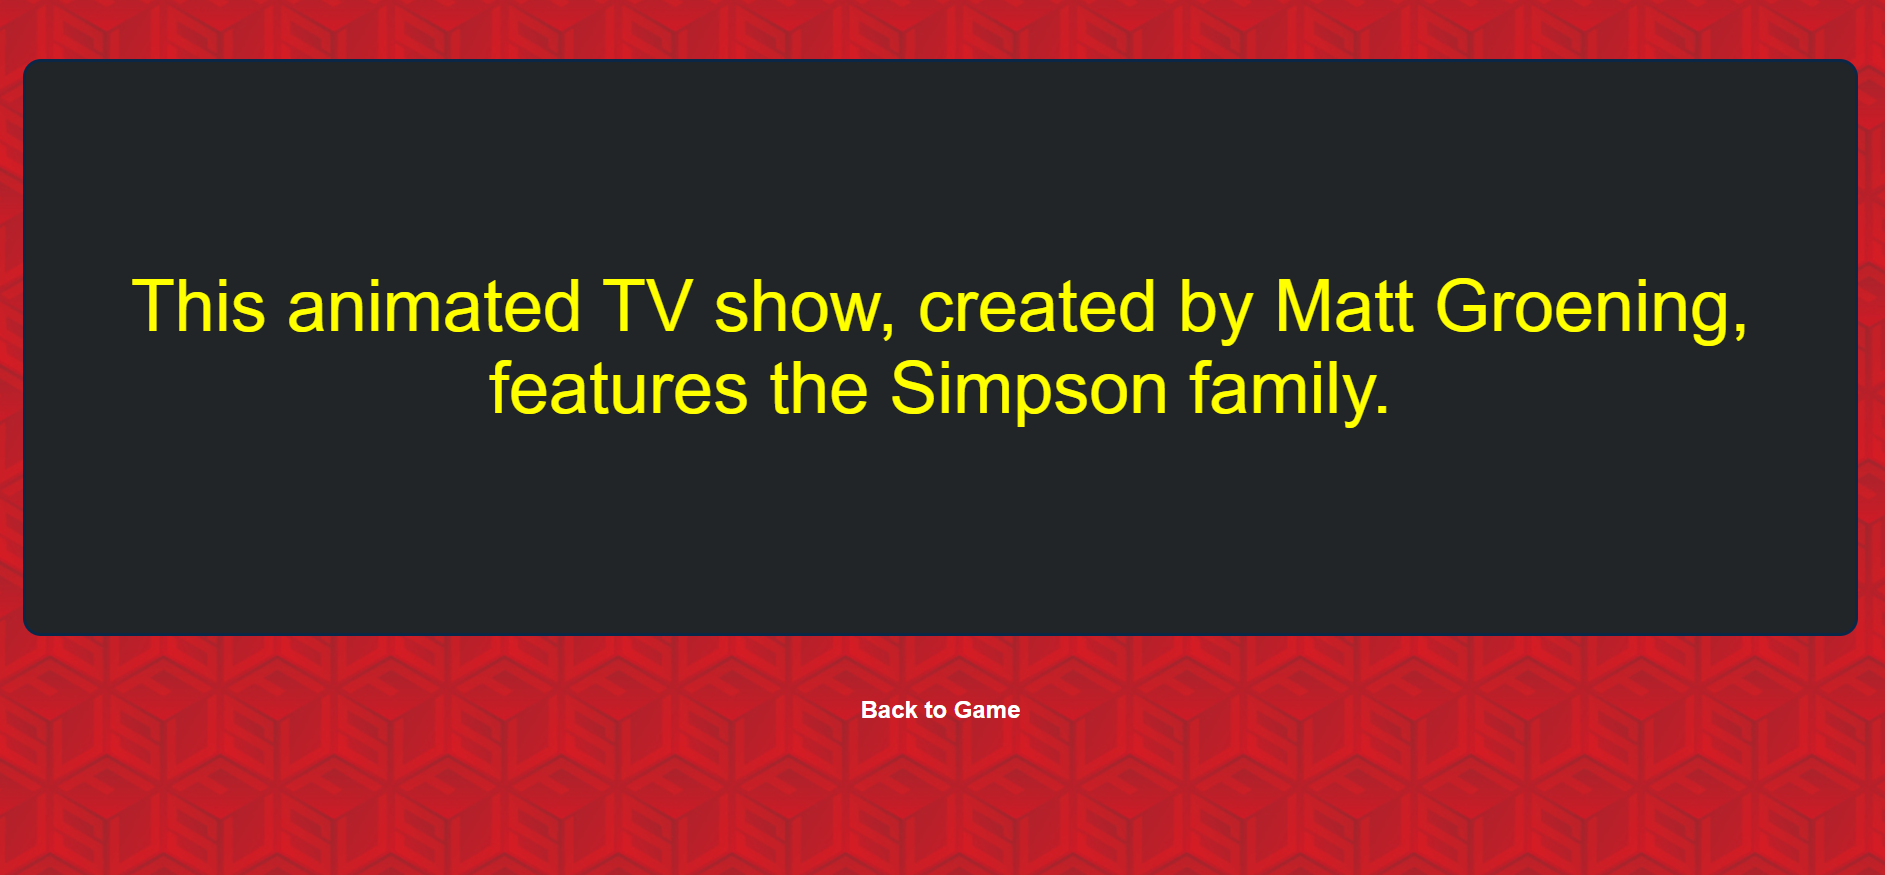 This animated TV show, created by Matt Groening,
features the Simpson family.
Back to Game